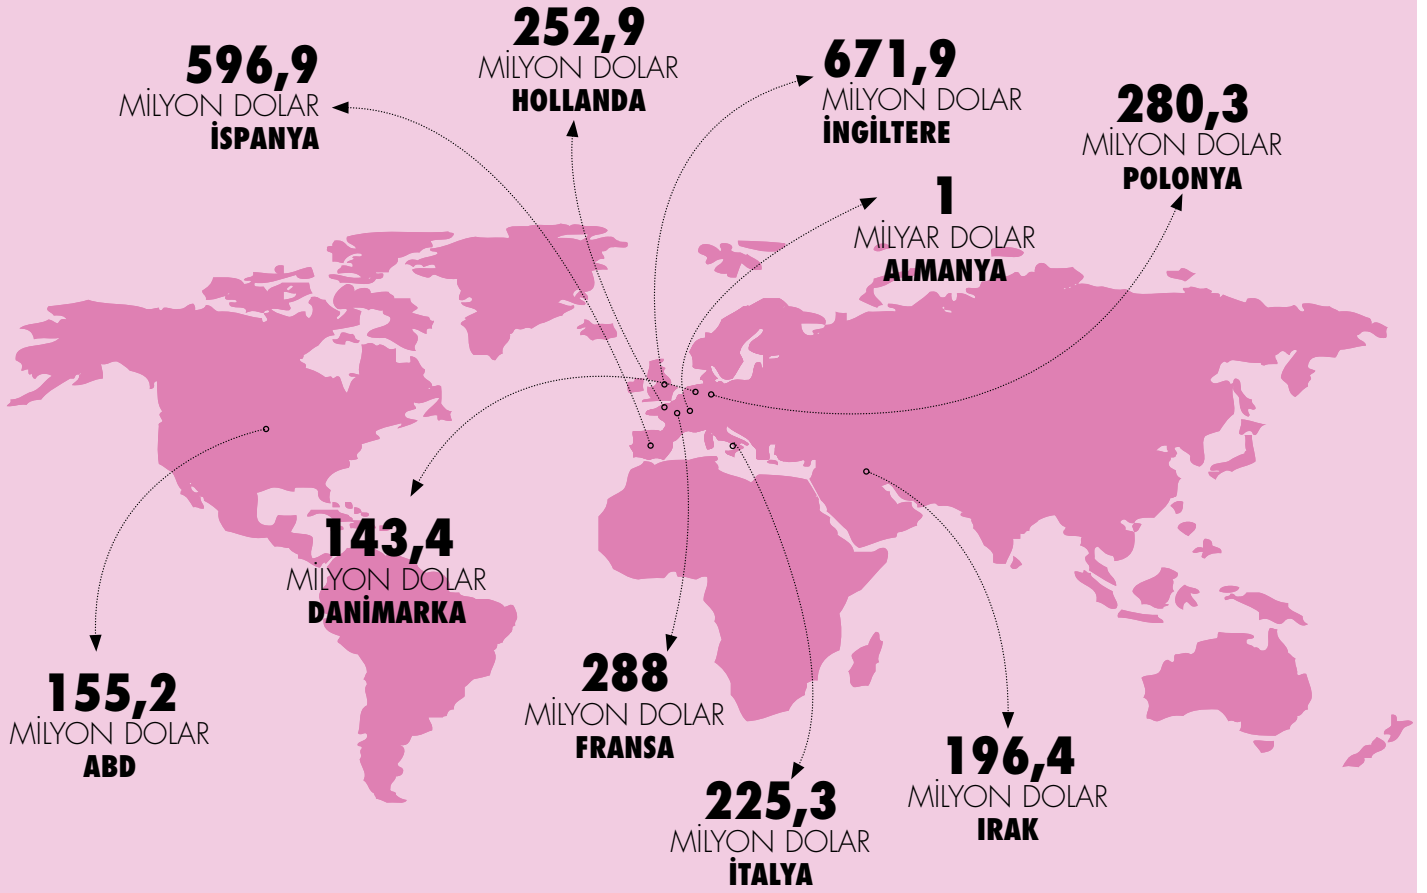 596,9
MİLYON DOLAR
İSPANYA
252,9
MİLYON DOLAR
HOLLANDA
671,9
MİLYON DOLAR
İNGİLTERE
280,3
MİLYON DOLAR
POLONYA
1
MİLYAR DOLAR
ALMANYA
143,4
MİLYON DOLAR
DANİMARKA
155,2
MİLYON DOLAR
ABD
288
MİLYON DOLAR
FRANSA
225,3
MİLYON DOLAR
İTALYA
196,4
MİLYON DOLAR
IRAK